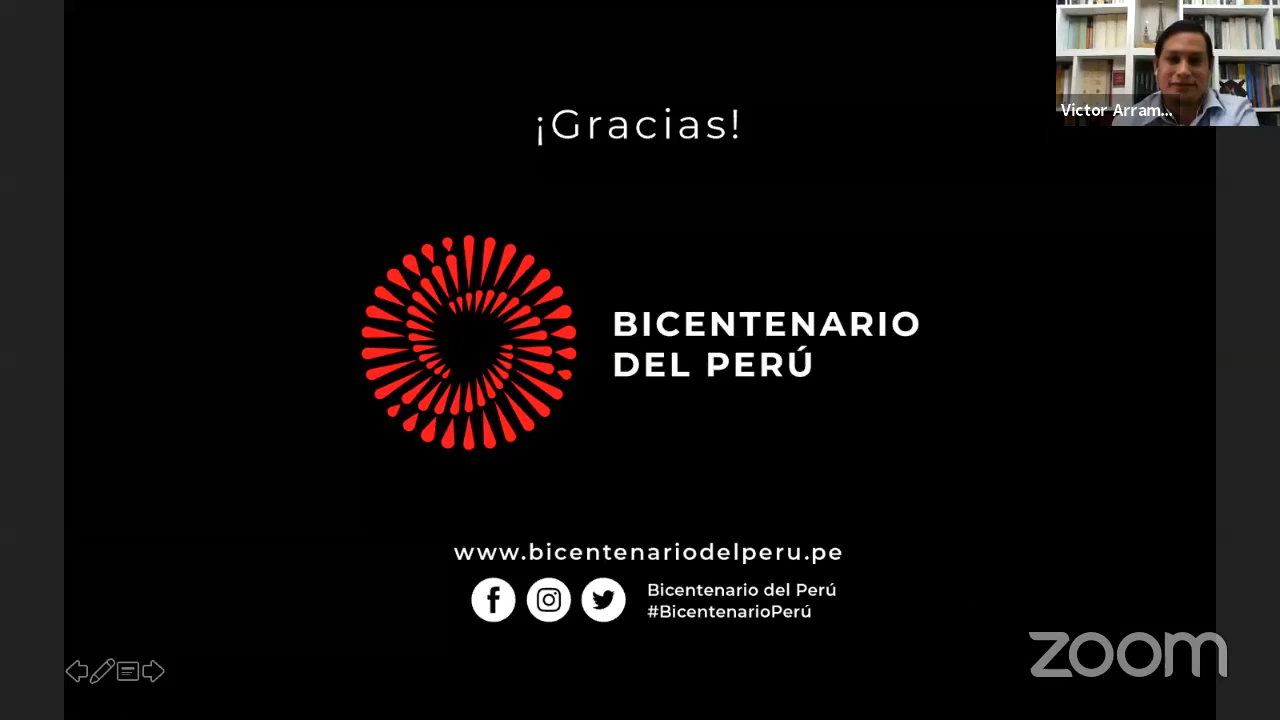 Victor Arram...
¡Gracias!
BICENTENARIO
DEL PERÚ
www.bicentenariodelperu.pe
Bicentenario del Perú
#BicentenarioPerú
zoom